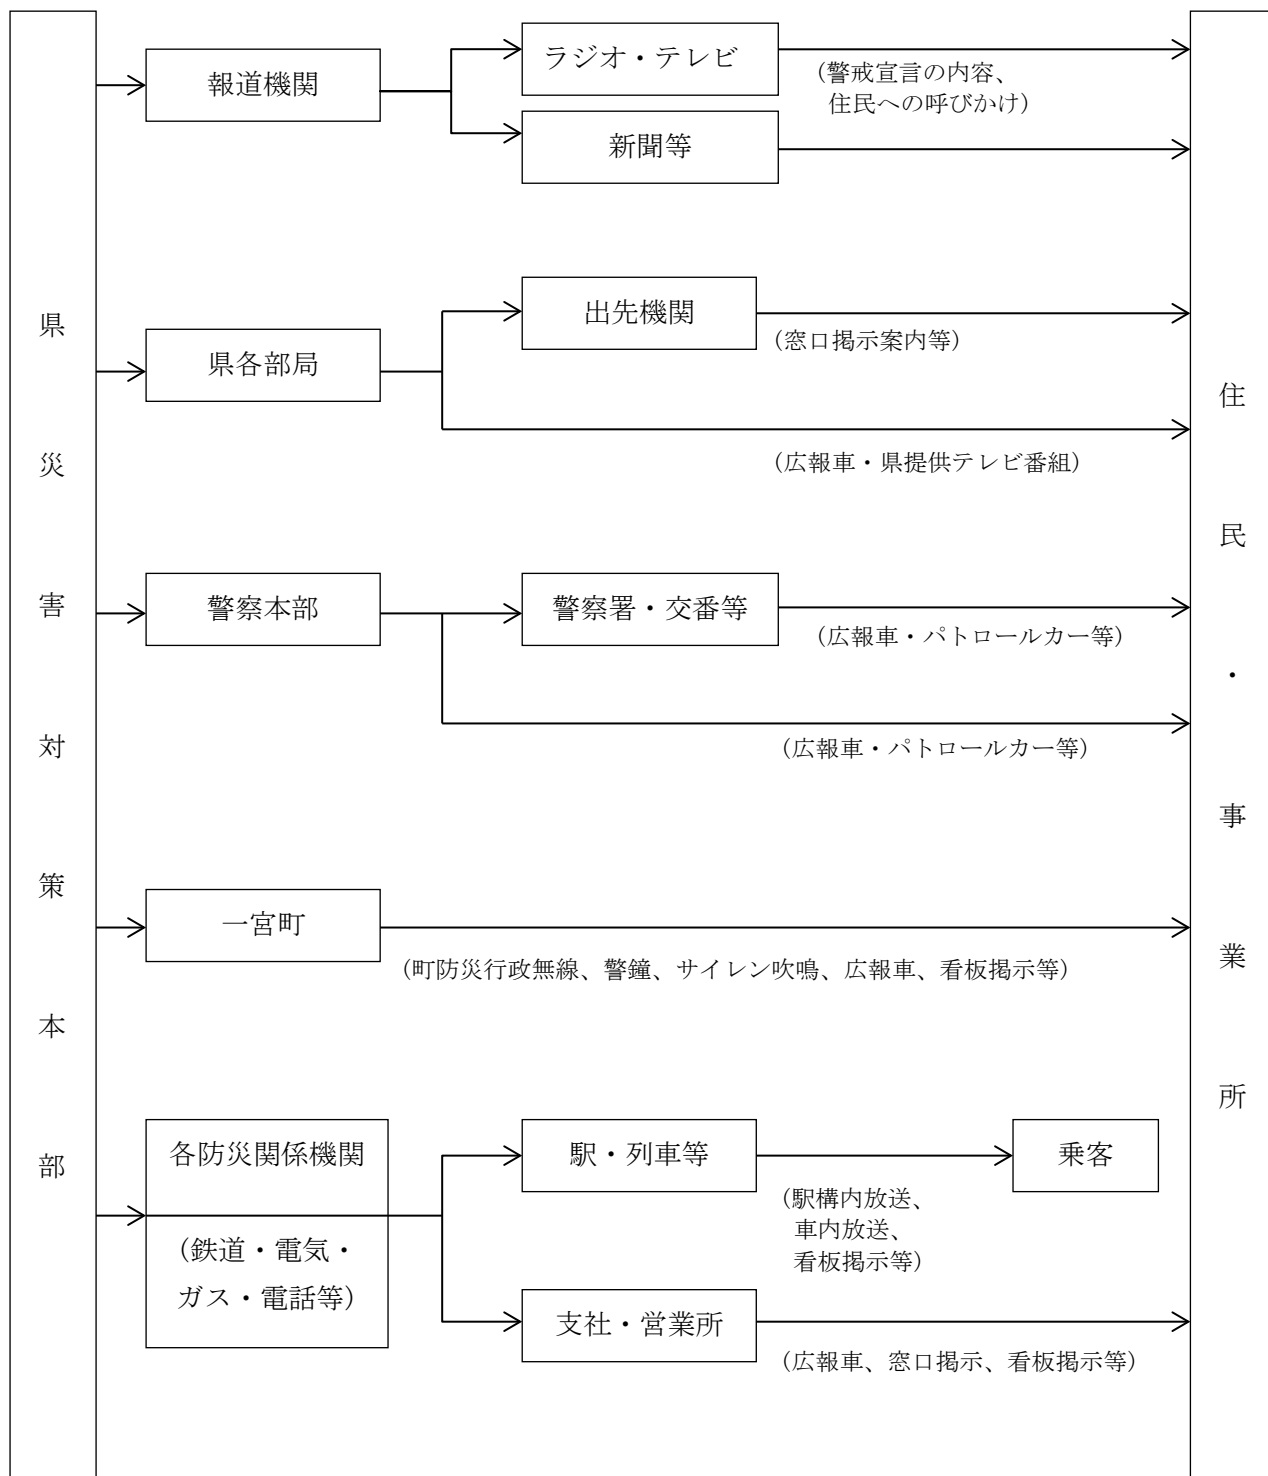 県災害対策本部
報道機関
ラジオ・テレビ
(警戒宣言の内容、
住民への呼びかけ)
新聞等
県各部局
出先機関
(窓口掲示案内等)
(広報車・県提供テレビ番組)
警察本部
警察署・交番等
(広報車・パトロールカー等)
(広報車・パトロールカー等)
一宮町
(町防災行政無線、警鐘、サイレン吹鳴、広報車、看板掲示等)
各防災関係機関
(鉄道・電気・
ガス・電話等)
駅・列車等
(駅構内放送、
車内放送、
看板掲示等)
乗客
支社・営業所
(広報車、窓口掲示、看板掲示等)
住民・事業所